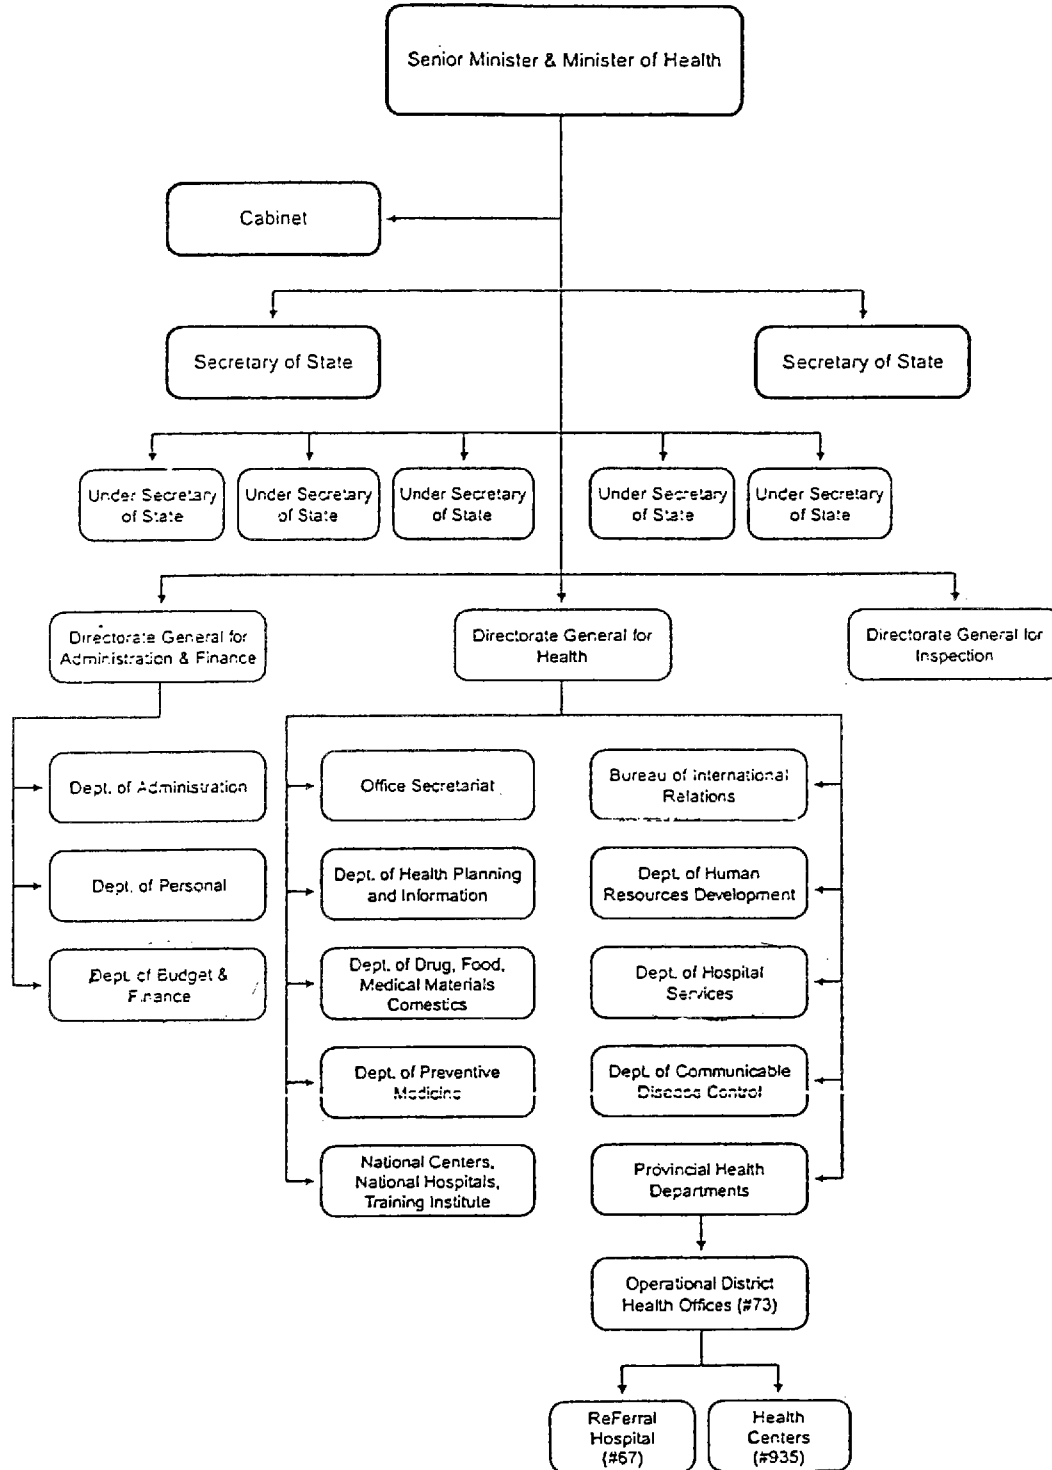 Senior Minister & Minister of Health
Cabinet
Secretary of State
Secretary of State
Under Secretary
of State
Under Secretary
of State
Under Secretary
of State
Under Secretary
of State
Under Secretary
of State
Directorate General for
Administration & Finance
Directorate General for
Health
Directorate General for
Inspection
Dept. of Administration
Dept. of Personal
Dept. of Budget &
Finance
Office Secretariat
Dept. of Health Planning
and Information
Dept. of Drug, Food,
Medical Materials
Comestics
Dept. of Preventive
Medicine
National Centers,
National Hospitals,
Training Institute
Bureau of International
Relations
Dept. of Human
Resources Development
Dept. of Hospital
Services
Dept. of Communicable
Disease Control
Provincial Health
Departments
Operational District
Health Offices (#73)
ReFerral
Hospital
(#67)
Health
Centers
(#935)